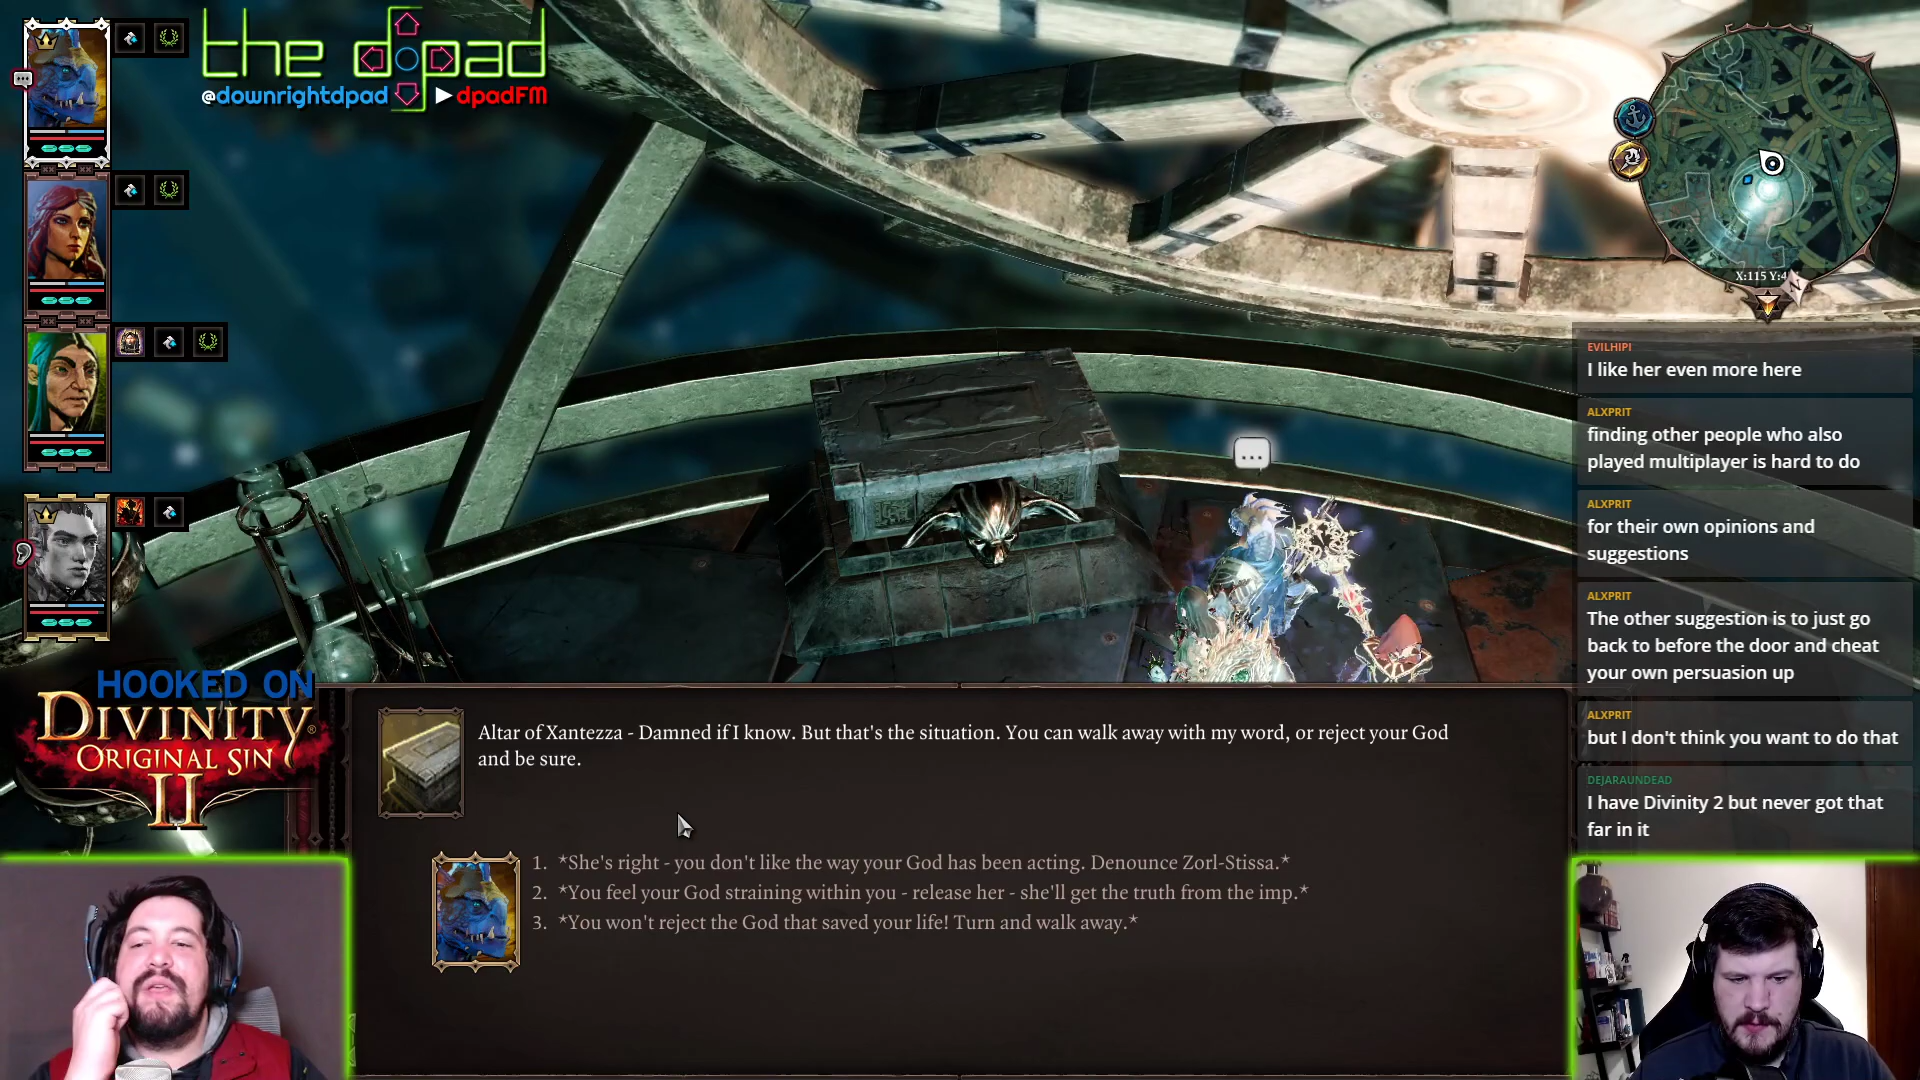 the d pad
@downrightdpad
dpadFM
X:115 Y:4
EVILHIPI
I like her even more here
ALXPRIT
finding other people who also
played multiplayer is hard to do
ALXPRIT
for their own opinions and
suggestions
ALXPRIT
The other suggestion is to just go
back to before the door and cheat
your own persuasion up
ALXPRIT
but I don't think you want to do that
DEJARAUNDEAD
I have Divinity 2 but never got that
far in it
HOOKED ON
DIVINITY®
ORIGINAL SIN
II
Altar of Xantezza - Damned if I know. But that's the situation. You can walk away with my word, or reject your God
and be sure.
1. *She's right - you don't like the way your God has been acting. Denounce Zorl-Stissa.*
2. *You feel your God straining within you - release her - she'll get the truth from the imp.*
3. *You won't reject the God that saved your life! Turn and walk away.*